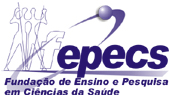 Fepecs
Fundação de Ensino e Pesquisa
em Ciências da Saúde